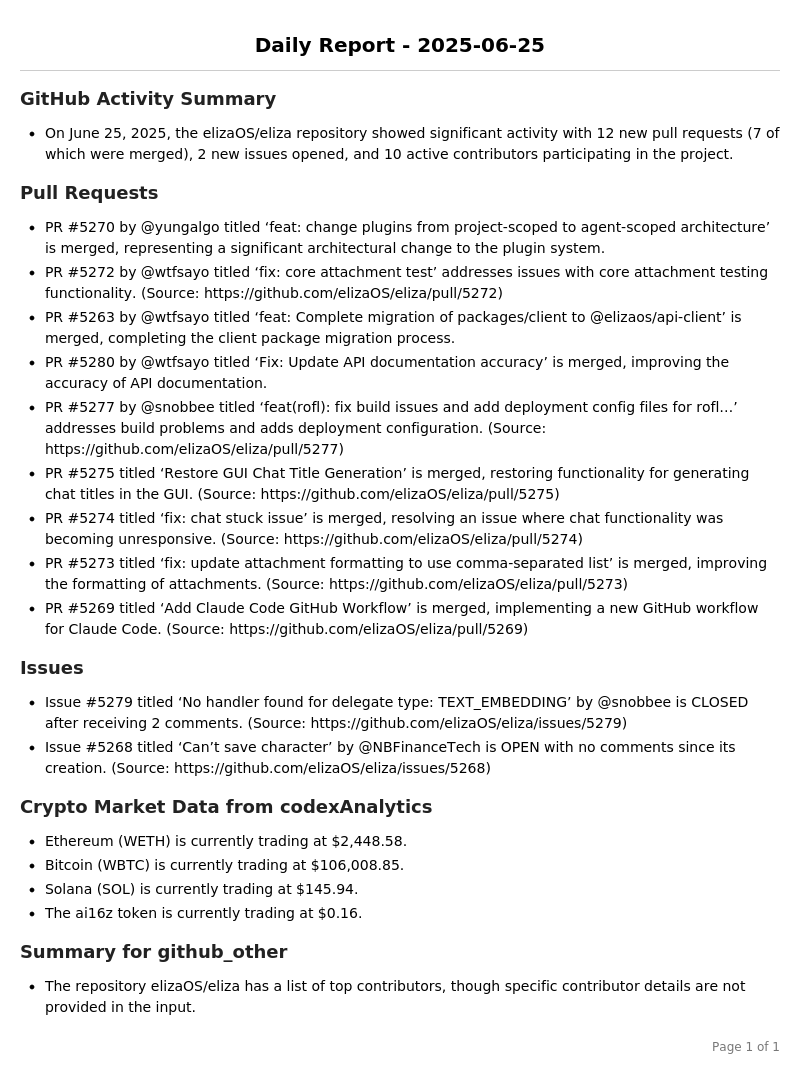 Daily Report - 2025-06-25
GitHub Activity Summary
• On June 25, 2025, the elizaOS/eliza repository showed significant activity with 12 new pull requests (7 of
which were merged), 2 new issues opened, and 10 active contributors participating in the project.
Pull Requests
• PR #5270 by @yungalgo titled ‘feat: change plugins from project-scoped to agent-scoped architecture’
is merged, representing a significant architectural change to the plugin system.
• PR #5272 by @wtfsayo titled ‘fix: core attachment test’ addresses issues with core attachment testing
functionality. (Source: https://github.com/elizaOS/eliza/pull/5272)
• PR #5263 by @wtfsayo titled ‘feat: Complete migration of packages/client to @elizaos/api-client’ is
merged, completing the client package migration process.
• PR #5280 by @wtfsayo titled ‘Fix: Update API documentation accuracy’ is merged, improving the
accuracy of API documentation.
• PR #5277 by @snobbee titled ‘feat(rofl): fix build issues and add deployment config files for rofl…’
addresses build problems and adds deployment configuration. (Source:
https://github.com/elizaOS/eliza/pull/5277)
• PR #5275 titled ‘Restore GUI Chat Title Generation’ is merged, restoring functionality for generating
chat titles in the GUI. (Source: https://github.com/elizaOS/eliza/pull/5275)
• PR #5274 titled ‘fix: chat stuck issue’ is merged, resolving an issue where chat functionality was
becoming unresponsive. (Source: https://github.com/elizaOS/eliza/pull/5274)
• PR #5273 titled ‘fix: update attachment formatting to use comma-separated list’ is merged, improving
the formatting of attachments. (Source: https://github.com/elizaOS/eliza/pull/5273)
• PR #5269 titled ‘Add Claude Code GitHub Workflow’ is merged, implementing a new GitHub workflow
for Claude Code. (Source: https://github.com/elizaOS/eliza/pull/5269)
Issues
• Issue #5279 titled ‘No handler found for delegate type: TEXT_EMBEDDING’ by @snobbee is CLOSED
after receiving 2 comments. (Source: https://github.com/elizaOS/eliza/issues/5279)
• Issue #5268 titled ‘Can’t save character’ by @NBFinanceTech is OPEN with no comments since its
creation. (Source: https://github.com/elizaOS/eliza/issues/5268)
Crypto Market Data from codexAnalytics
• Ethereum (WETH) is currently trading at $2,448.58.
• Bitcoin (WBTC) is currently trading at $106,008.85.
• Solana (SOL) is currently trading at $145.94.
• The ai16z token is currently trading at $0.16.
Summary for github_other
• The repository elizaOS/eliza has a list of top contributors, though specific contributor details are not
provided in the input.
Page 1 of 1